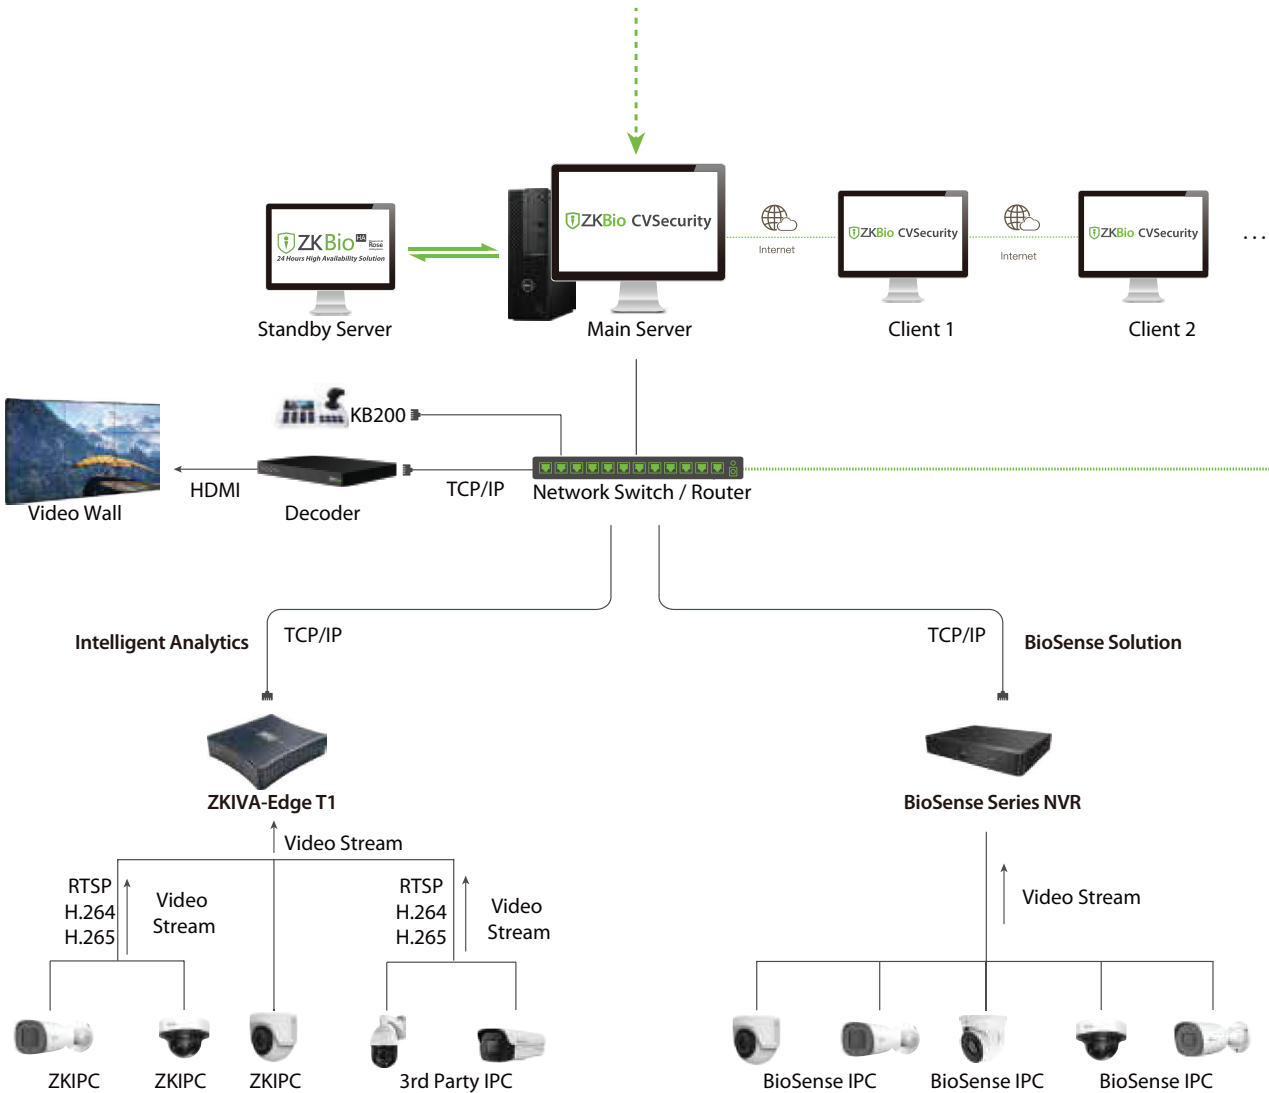 ZKBio HA Rose
24 Hours High Availability Solution
ZKBio CVSecurity
ZKBio CVSecurity
ZKBio CVSecurity
...
Internet
Internet
Standby Server
Main Server
Client 1
Client 2
KB200
HDMI
TCP/IP
Network Switch / Router
Video Wall
Decoder
Intelligent Analytics
TCP/IP
TCP/IP
BioSense Solution
ZKIVA-Edge T1
BioSense Series NVR
Video Stream
RTSP
H.264
H.265
Video
Stream
RTSP
H.264
H.265
Video
Stream
Video Stream
ZKIPC
ZKIPC
ZKIPC
3rd Party IPC
BioSense IPC
BioSense IPC
BioSense IPC